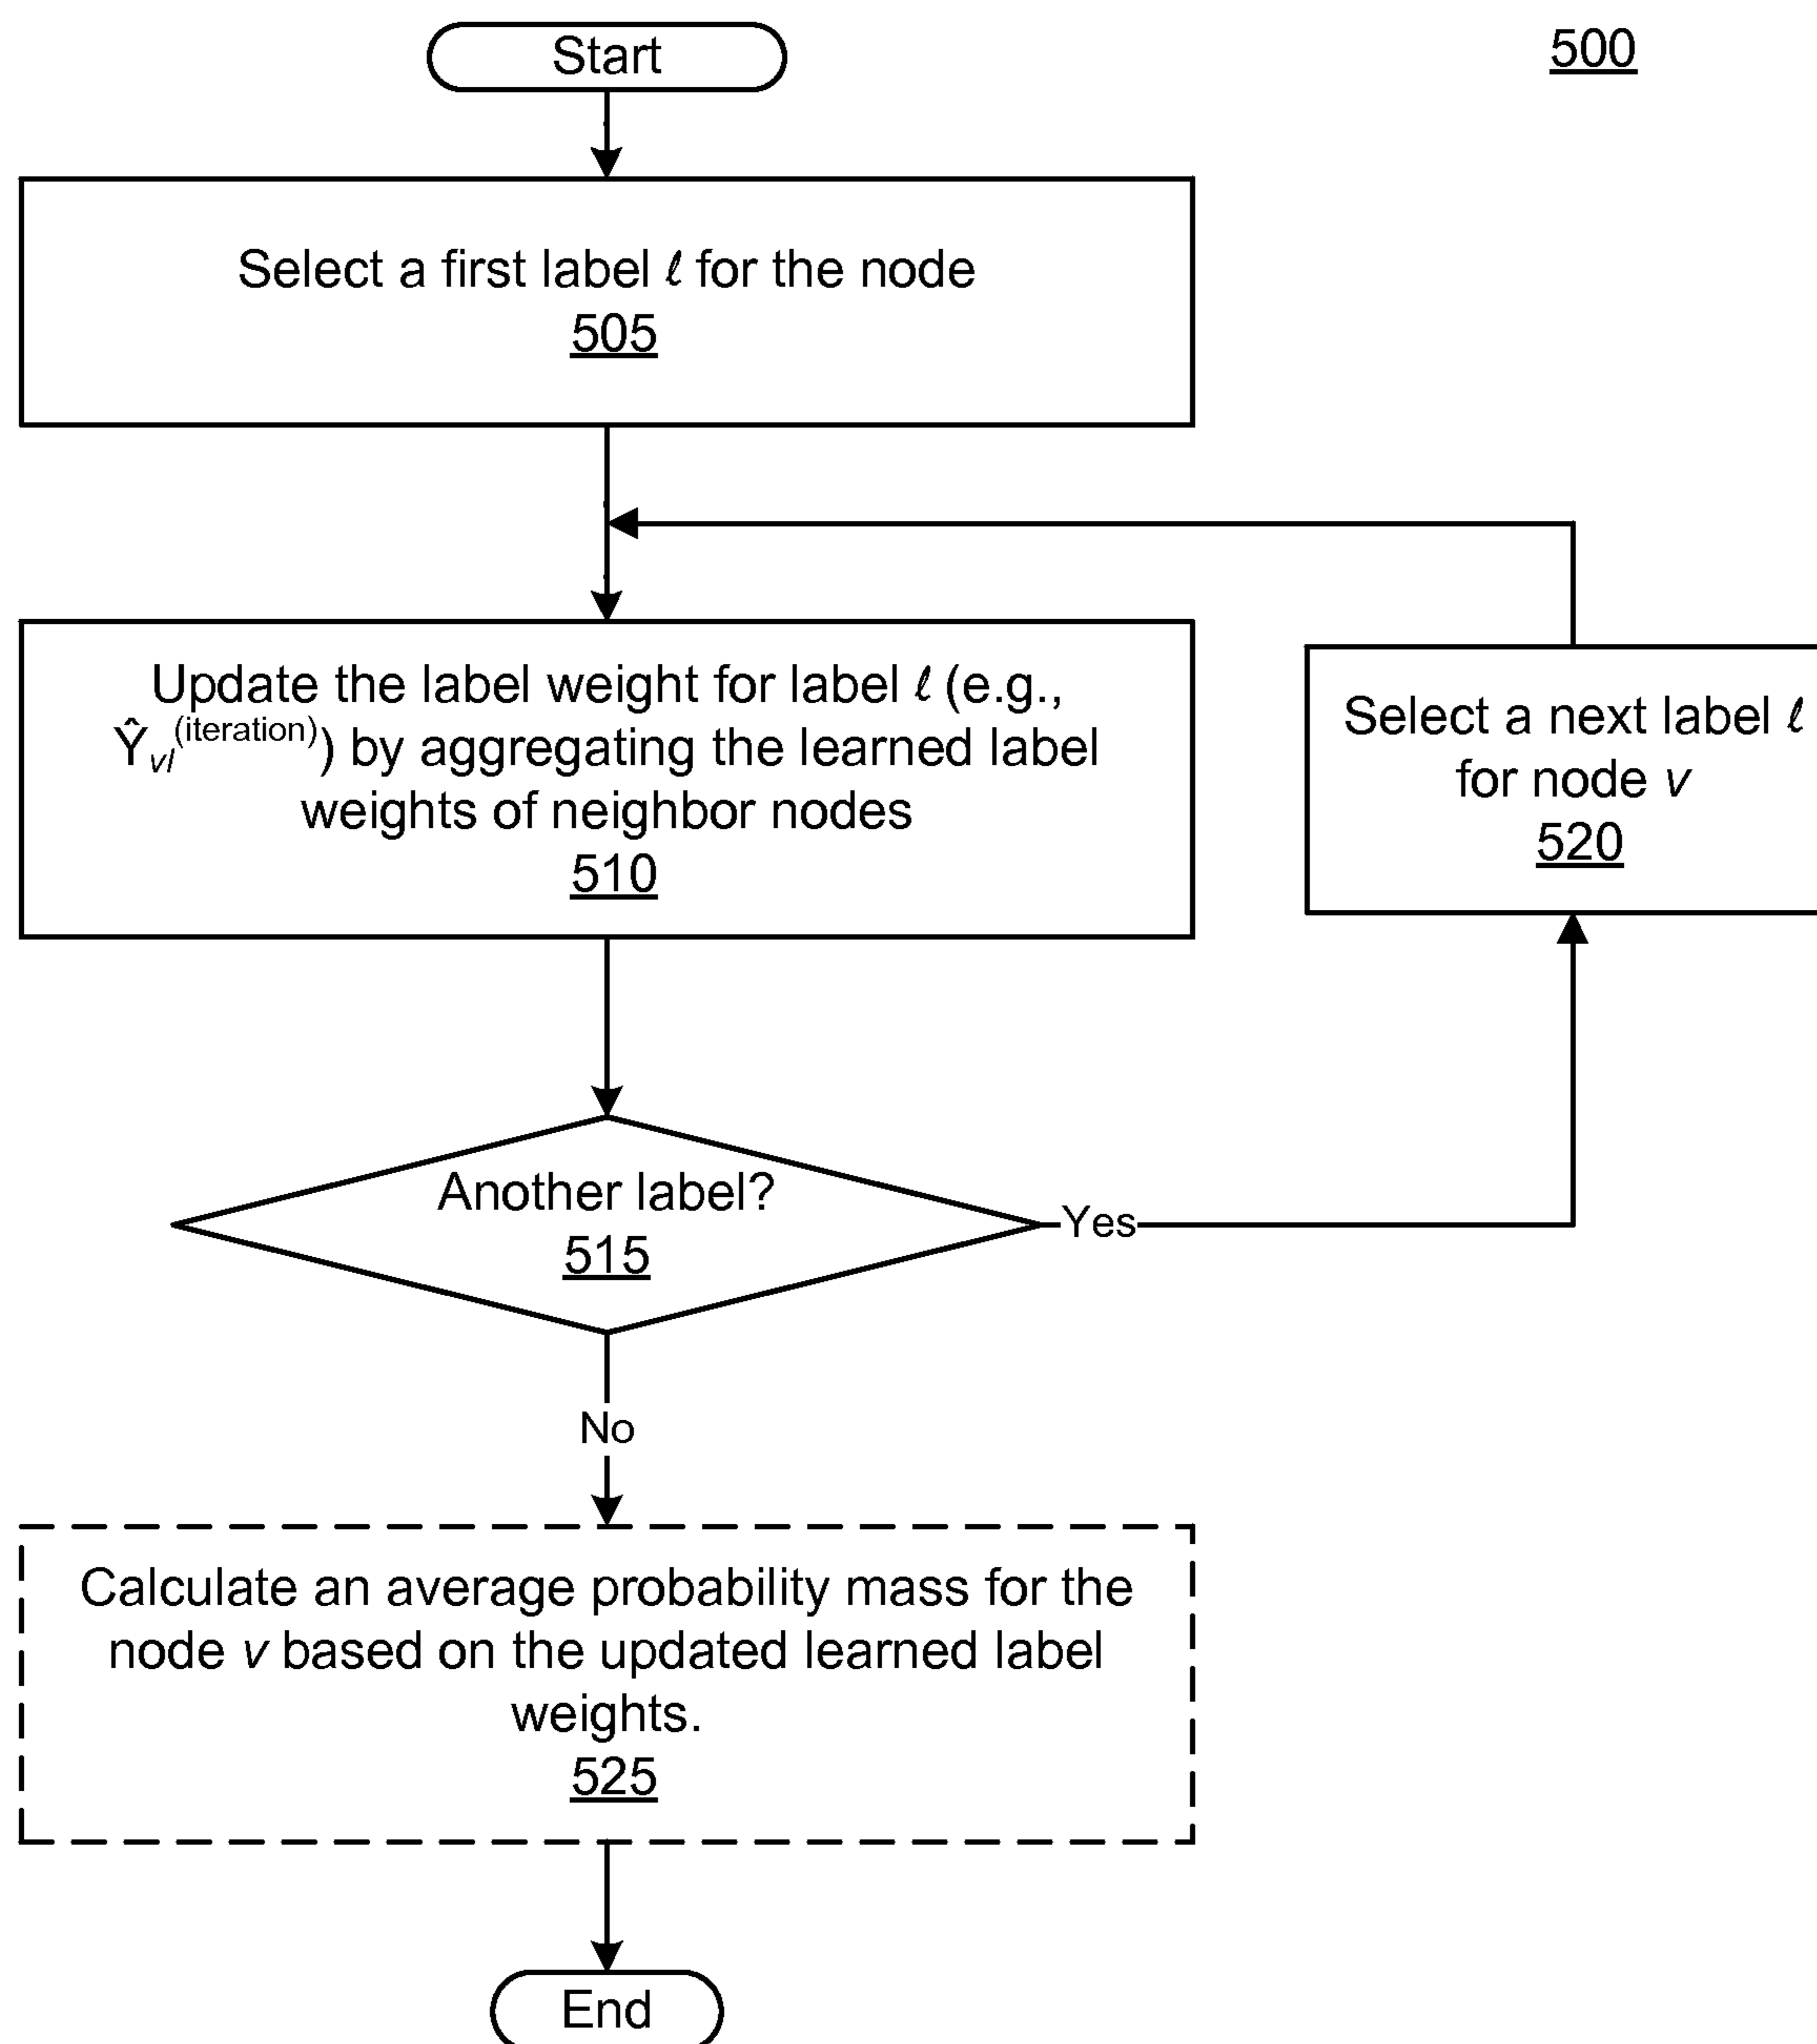 Start
500
Select a first label ℓ for the node
505
Update the label weight for label ℓ (e.g.,
Ŷvl(iteration)) by aggregating the learned label
weights of neighbor nodes
510
Select a next label ℓ
for node v
520
Another label?
515
Yes
No
Calculate an average probability mass for the
node v based on the updated learned label
weights.
525
End